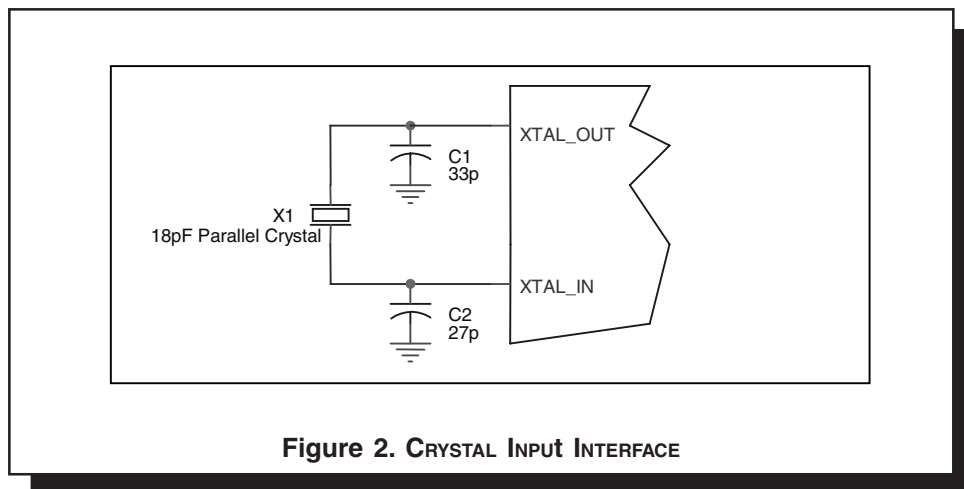 XTAL_OUT
C1
33p
X1
18pF Parallel Crystal
XTAL_IN
C2
27p
Figure 2. CRYSTAL INPUt INTERFACE